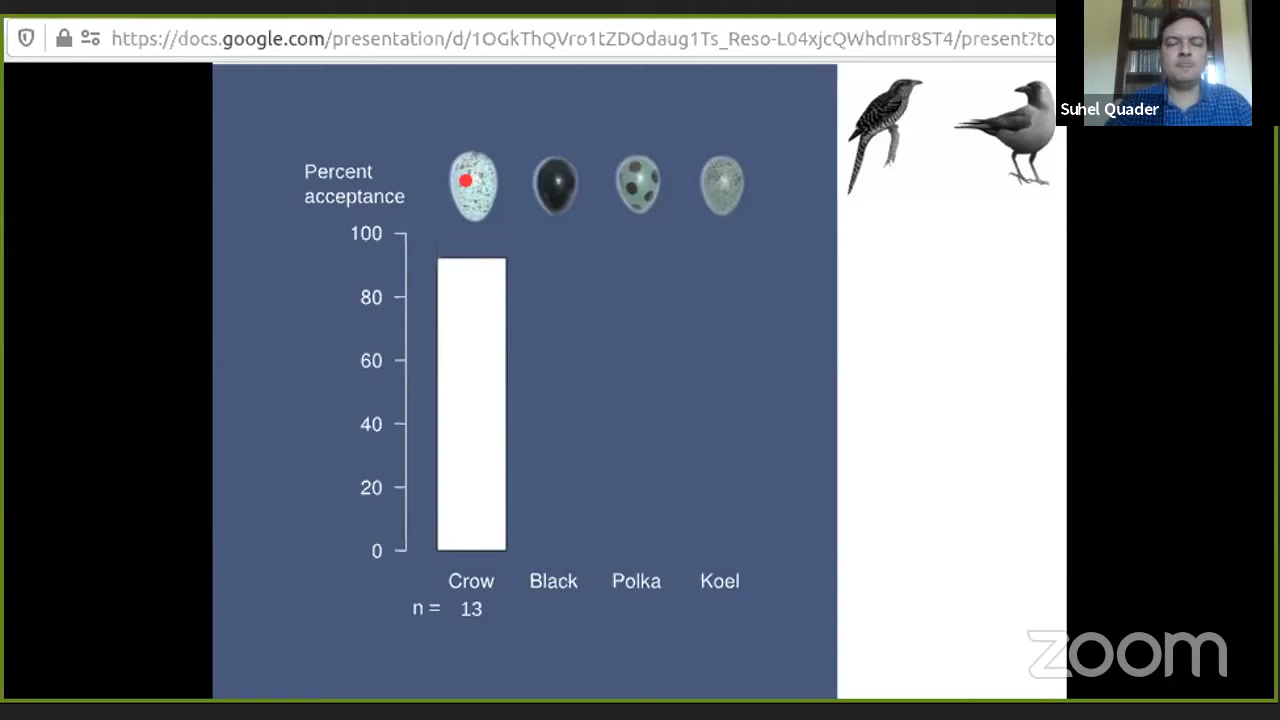 https://docs.google.com/presentation/d/1OGkThQVro1tZDOdaug1Ts_Reso-L04xjcQWhdmr8ST4/present?to
Suhel Quader
Percent
acceptance
100
80
60
40
20
0
Crow Black Polka Koel
n = 13
zoom